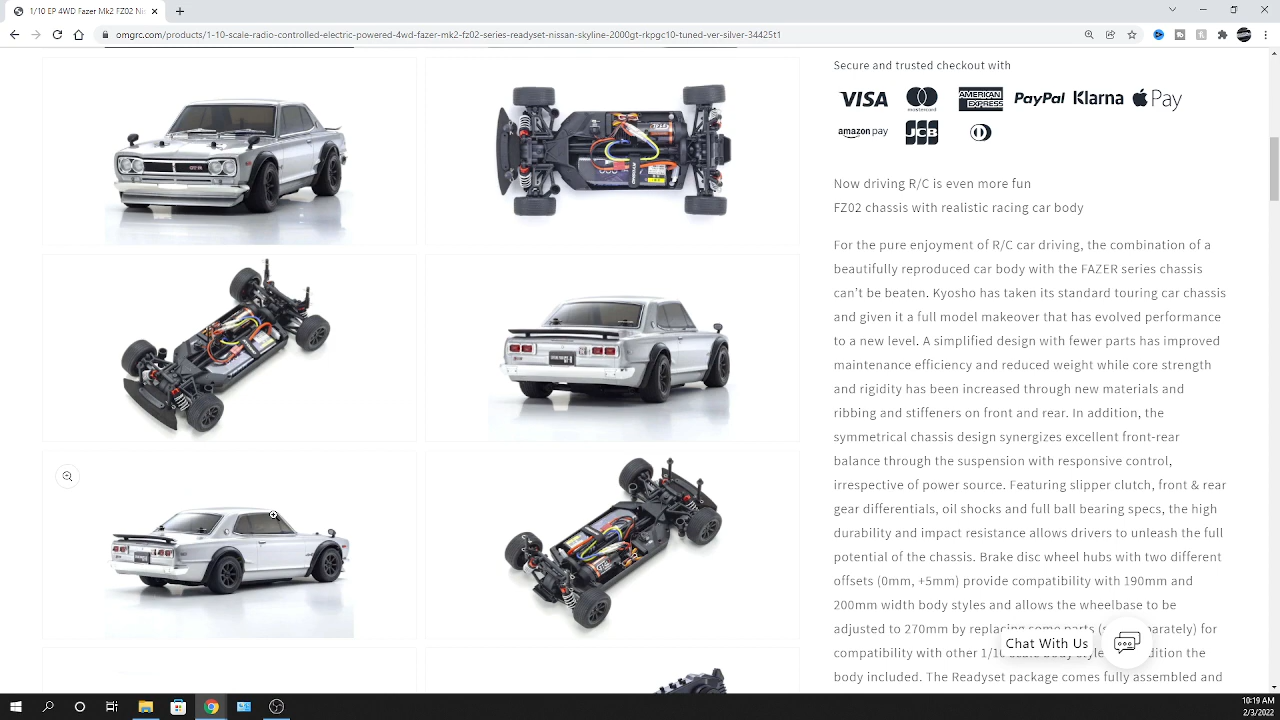 1/10 EP 4WD Fazer Mk2 FZ02 Nis
omgrc.com/products/1-10-scale-radio-controlled-electric-powered-4wd-fazer-mk2-fz02-series-readyset-nissan-skyline-2000gt-rkpgc10-tuned-ver-silver-34425t1
Secure and trusted checkout with
VISA mastercard AMERICAN EXPRESS PayPal Klarna Pay
amazon pay JCB
Now driving R/C is even more fun
FZ02 chassis with realistic racing car body
For the pure enjoyment of R/C car driving, the combination of a
beautifully reproduced car body with the FAZER series chassis
can't be beaten. Kyosho has taken its standard touring car chassis
and given it a full model makeover that has evolved performance
to a new level. A simplified design with fewer parts has improved
maintenance efficiency and reduced weight while core strength
and rigidity has been increased through new materials and
ribbing and stiffeners on front and rear. In addition, the
symmetrical chassis design synergizes excellent front-rear
balance through the suspension with responsive control,
irrespective of power source. Featuring slipper clutch, front & rear
gear differentials, oil shocks and full ball bearing specs, the high
durability and impact resistance allows drivers to unleash the full
potential of the chassis. Brake disc wheel hubs with two different
offsets (0mm, +5mm) provide compatibility with 190mm and
200mm width body styles and allows the wheelbase to be
adjusted to 270mm by replacing some parts for
compatibility with other 1/10 the
body included. The Readyset package comes fully assembled and
Chat With Us
10:19 AM
2/3/2022